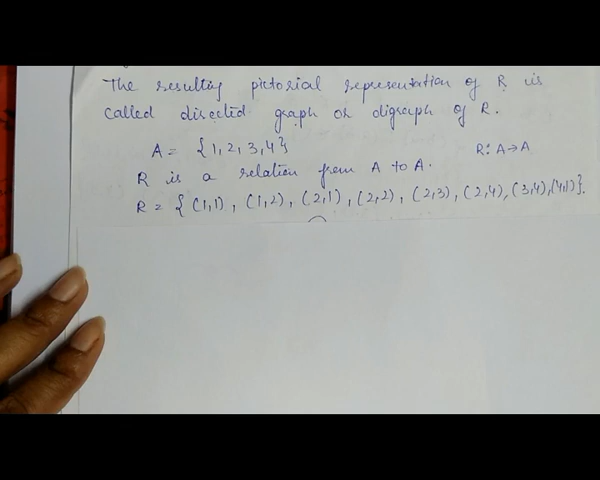 The resulting pictorial representation of R is
called directed graph or digraph of R.
A = {1,2,3,4} R: A→A
R is a relation from A to A.
R = {(1,1), (1,2), (2,1), (2,2), (2,3), (2,4), (3,4), (4,1)}.